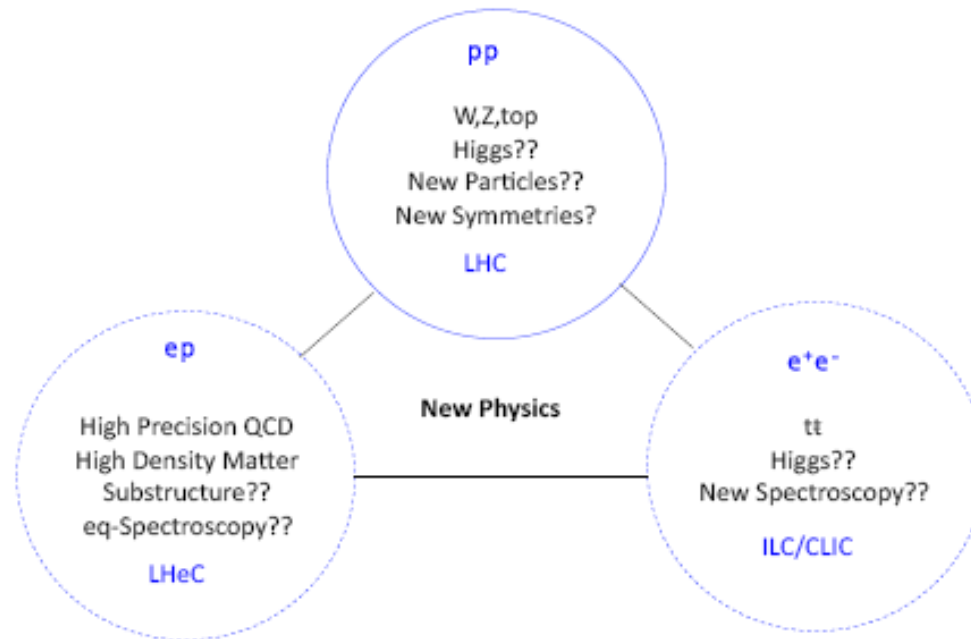 pp
W,Z,top
Higgs??
New Particles??
New Symmetries?
LHC
ep
High Precision QCD
High Density Matter
Substructure??
eq-Spectroscopy??
LHeC
New Physics
e⁺e⁻
tt̄
Higgs??
New Spectroscopy??
ILC/CLIC